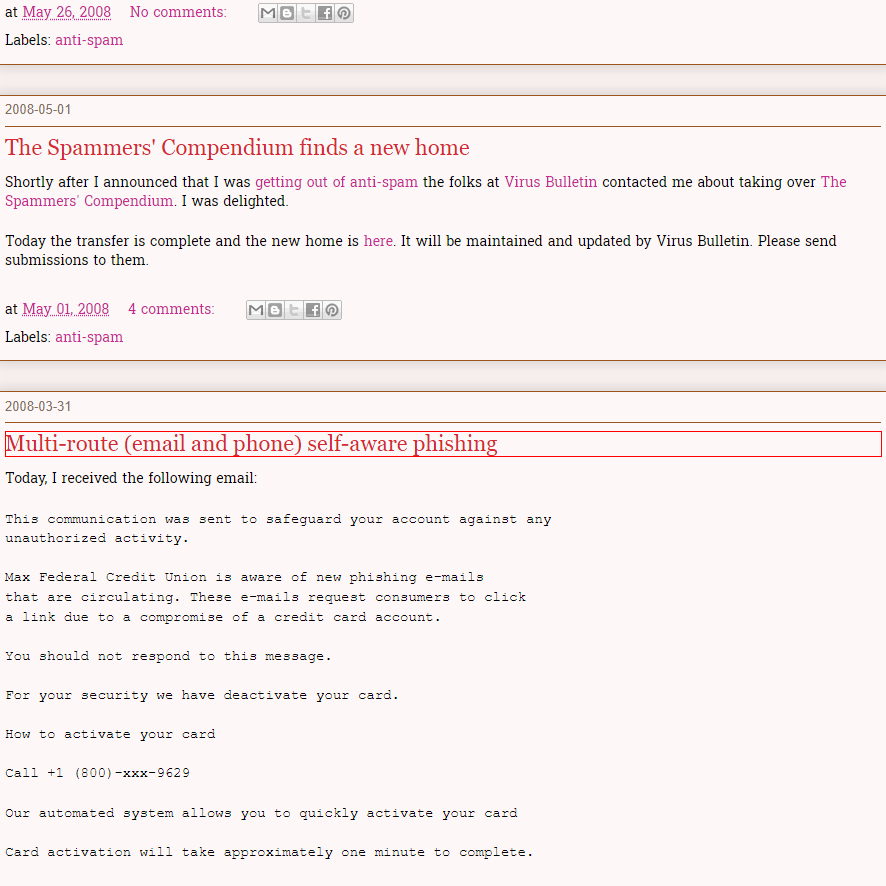 at May 26, 2008 No comments:
Labels: anti-spam
2008-05-01
The Spammers' Compendium finds a new home
Shortly after I announced that I was getting out of anti-spam the folks at Virus Bulletin contacted me about taking over The
Spammers' Compendium. I was delighted.
Today the transfer is complete and the new home is here. It will be maintained and updated by Virus Bulletin. Please send
submissions to them.
at May 01, 2008 4 comments:
Labels: anti-spam
2008-03-31
Multi-route (email and phone) self-aware phishing
Today, I received the following email:
This communication was sent to safeguard your account against any
unauthorized activity.
Max Federal Credit Union is aware of new phishing e-mails
that are circulating. These e-mails request consumers to click
a link due to a compromise of a credit card account.
You should not respond to this message.
For your security we have deactivate your card.
How to activate your card
Call +1 (800)-xxx-9629
Our automated system allows you to quickly activate your card
Card activation will take approximately one minute to complete.